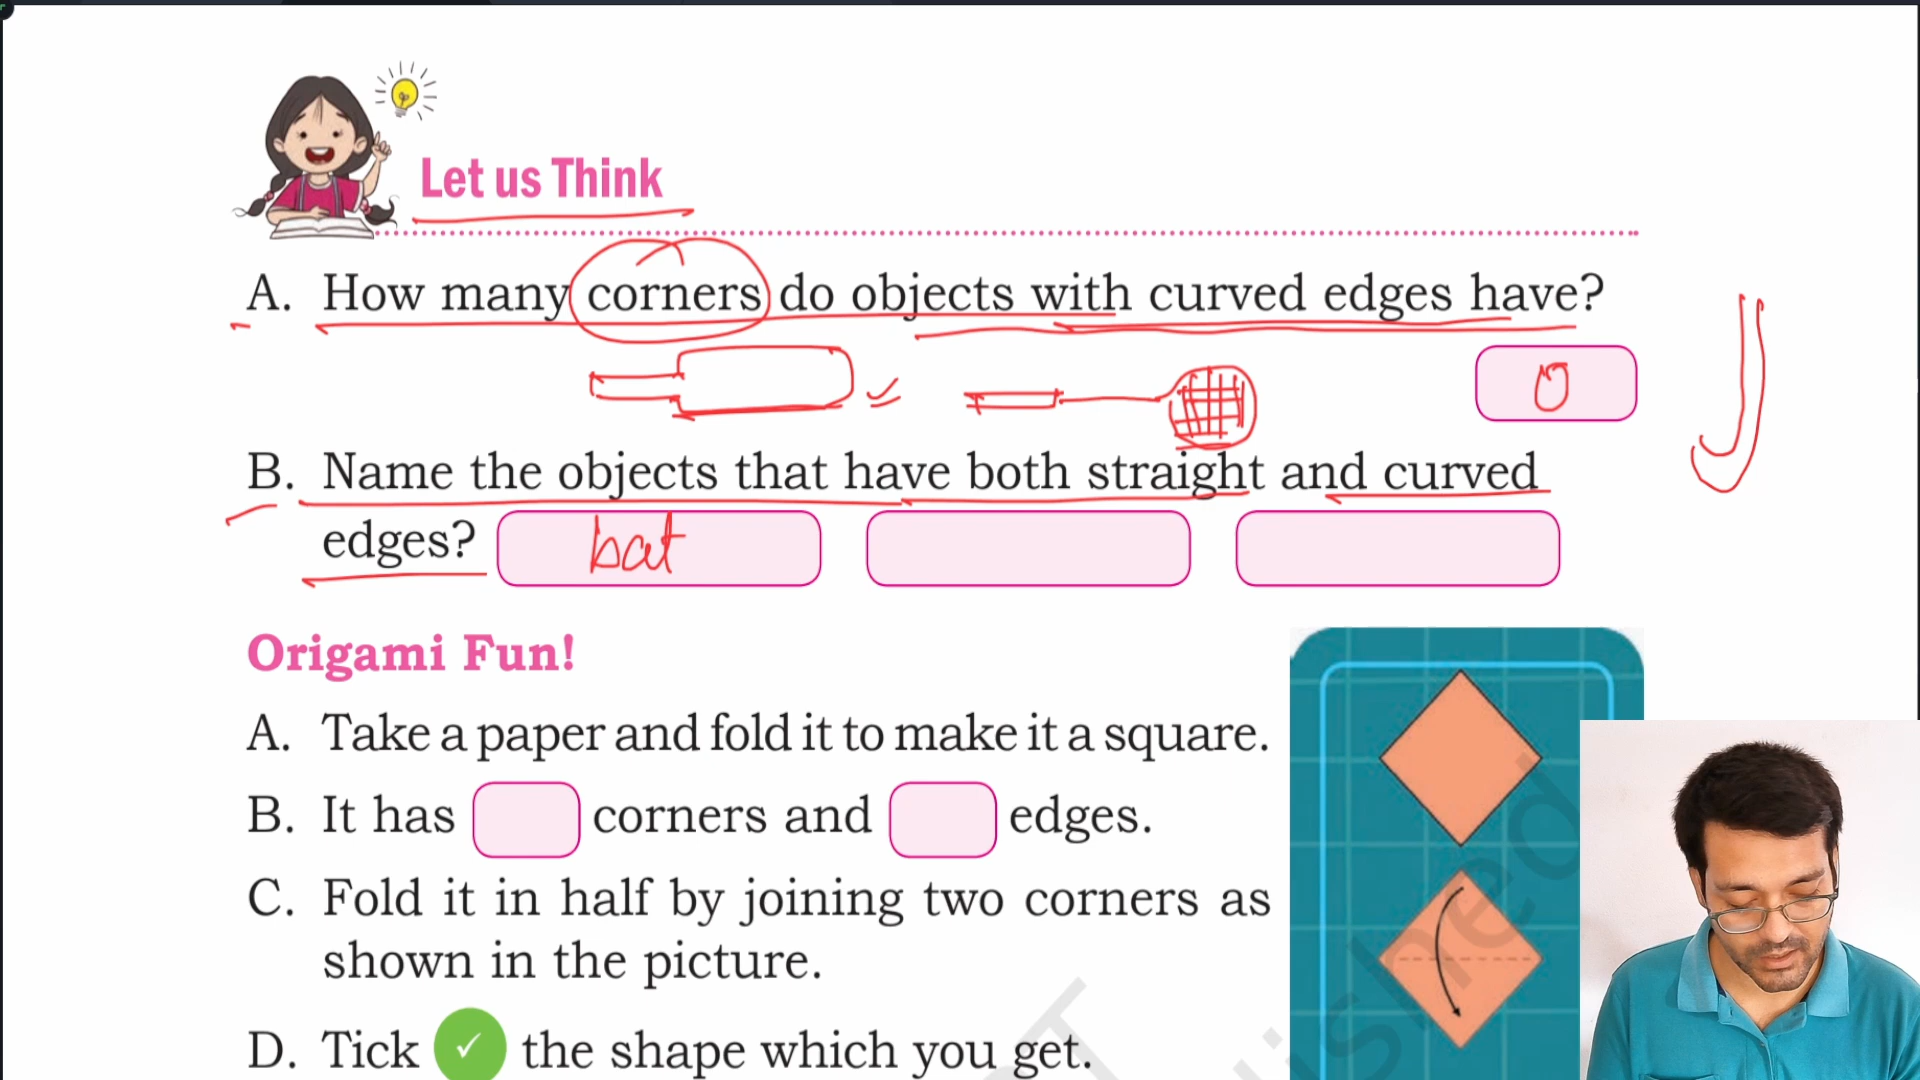 Let us Think
A. How many corners do objects with curved edges have?
0
B. Name the objects that have both straight and curved
edges? bat
Origami Fun!
A. Take a paper and fold it to make it a square.
B. It has corners and edges.
C. Fold it in half by joining two corners as
shown in the picture.
D. Tick ✓ the shape which you get.